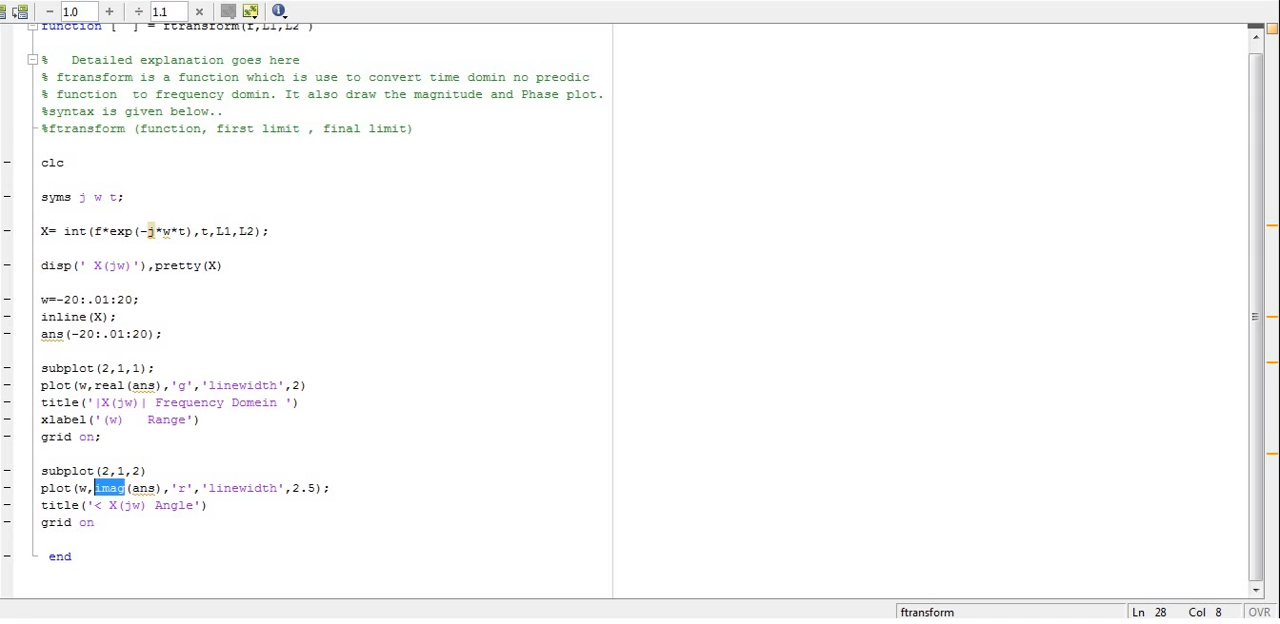 1.0
1.1
function [ ] = ftransform(f,L1,L2 )
% Detailed explanation goes here
% ftransform is a function which is use to convert time domin no preodic
% function to frequency domin. It also draw the magnitude and Phase plot.
%syntax is given below..
%ftransform (function, first limit , final limit)
clc
syms j w t;
X= int(f*exp(-j*w*t),t,L1,L2);
disp(' X(jw)'),pretty(X)
w=-20:.01:20;
inline(X);
ans(-20:.01:20);
subplot(2,1,1);
plot(w,real(ans),'g','linewidth',2)
title('|X(jw)| Frequency Domein ')
xlabel('(w) Range')
grid on;
subplot(2,1,2)
plot(w,imag(ans),'r','linewidth',2.5);
title('< X(jw) Angle')
grid on
end
ftransform Ln 28 Col 8 OVR